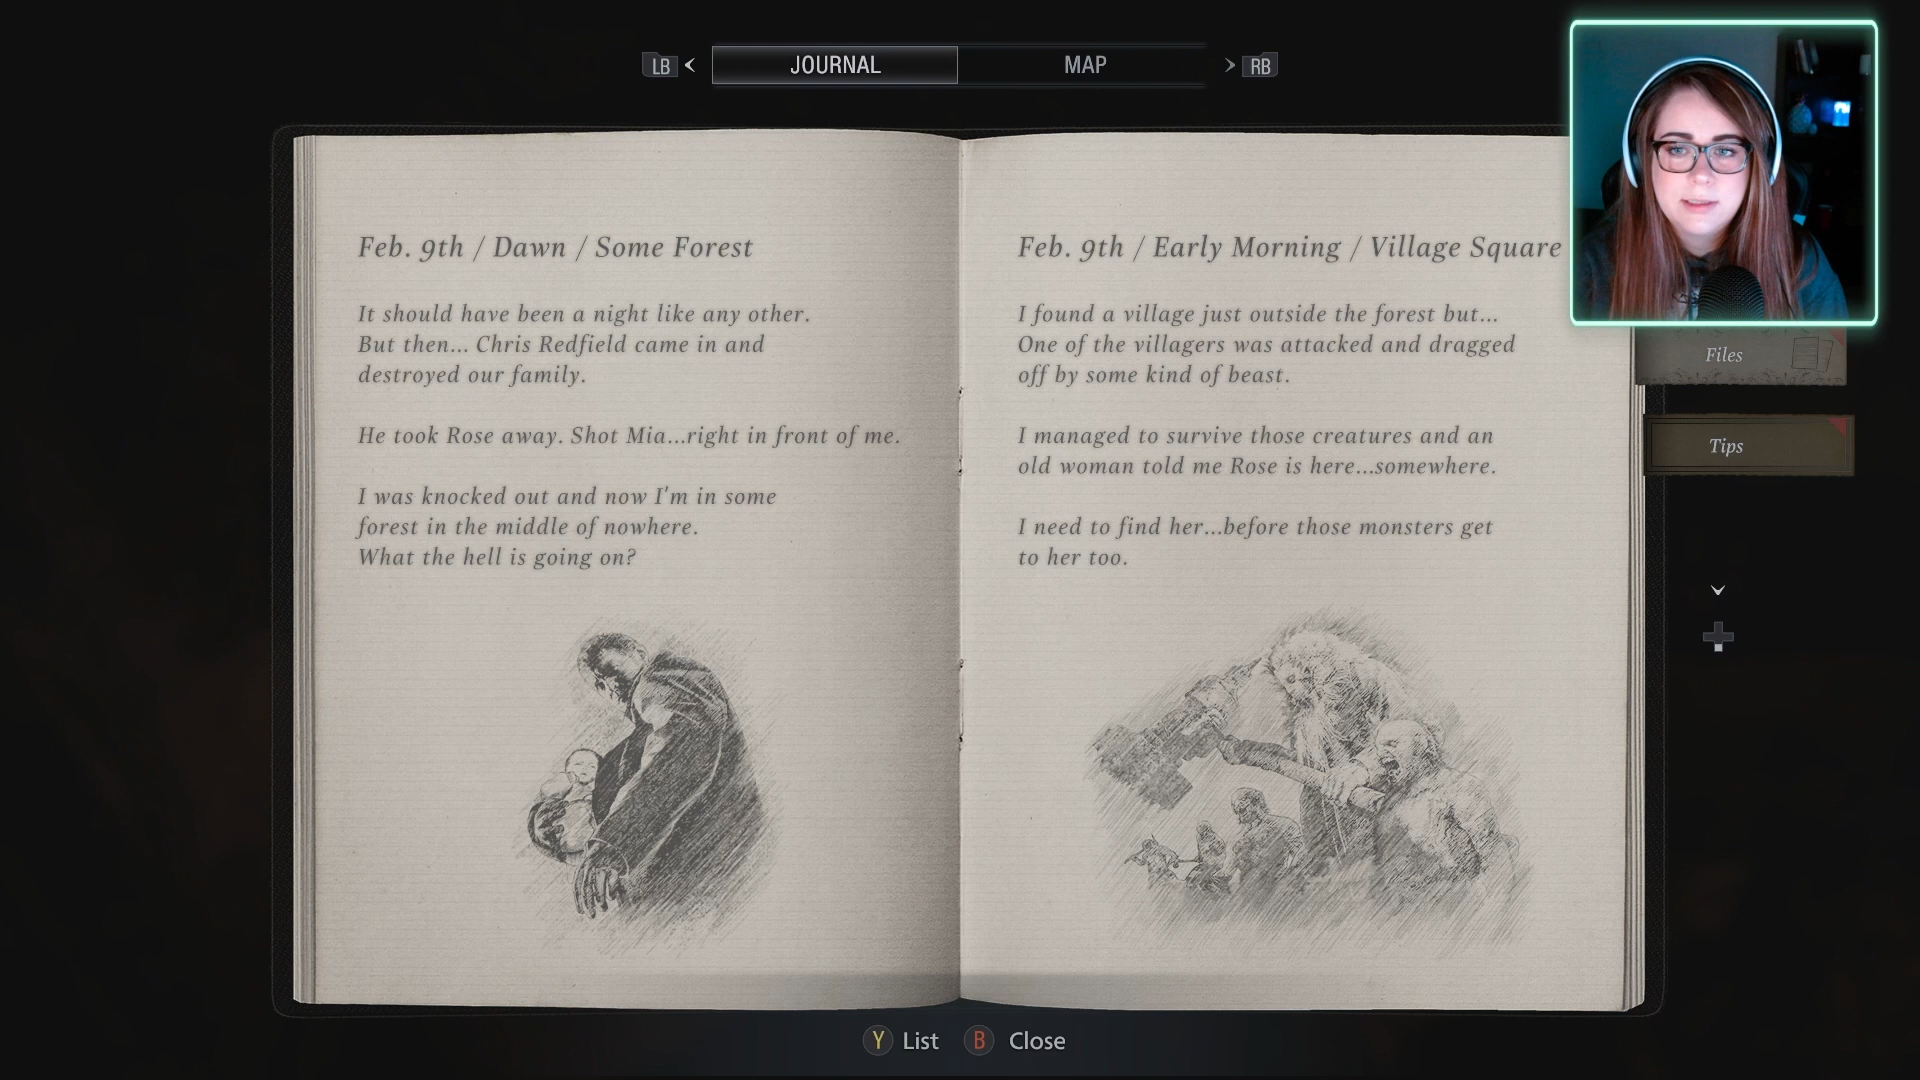 LB JOURNAL MAP RB
Feb. 9th / Dawn / Some Forest
It should have been a night like any other.
But then... Chris Redfield came in and
destroyed our family.
He took Rose away. Shot Mia...right in front of me.
I was knocked out and now I'm in some
forest in the middle of nowhere.
What the hell is going on?
Feb. 9th / Early Morning / Village Square
I found a village just outside the forest but...
One of the villagers was attacked and dragged
off by some kind of beast.
I managed to survive those creatures and an
old woman told me Rose is here...somewhere.
I need to find her...before those monsters get
to her too.
Files
Tips
Y List B Close